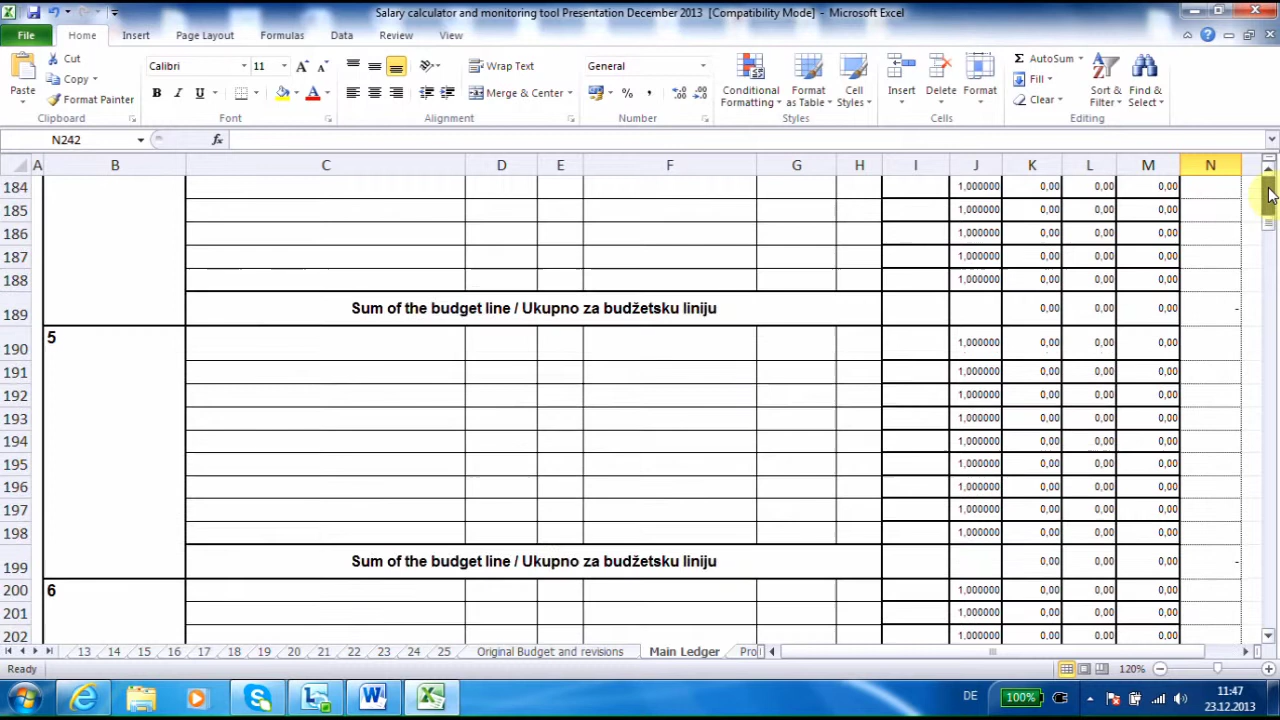 Salary calculator and monitoring tool Presentation December 2013 [Compatibility Mode] – Microsoft Excel
File Home Insert Page Layout Formulas Data Review View
Paste Cut Copy Format Painter Clipboard
Calibri 11 B I U A A A Font
Wrap Text Merge & Center Alignment
General % , Number
Conditional Formatting Format as Table Cell Styles Styles
Insert Delete Format Cells
AutoSum Fill Clear Sort & Filter Find & Select Editing
N242 fx
A B C D E F G H I J K L M N
184 1,000000 0,00 0,00 0,00
185 1,000000 0,00 0,00 0,00
186 1,000000 0,00 0,00 0,00
187 1,000000 0,00 0,00 0,00
188 1,000000 0,00 0,00 0,00
189 Sum of the budget line / Ukupno za budžetsku liniju 0,00 0,00 0,00 -
190 5 1,000000 0,00 0,00 0,00
191 1,000000 0,00 0,00 0,00
192 1,000000 0,00 0,00 0,00
193 1,000000 0,00 0,00 0,00
194 1,000000 0,00 0,00 0,00
195 1,000000 0,00 0,00 0,00
196 1,000000 0,00 0,00 0,00
197 1,000000 0,00 0,00 0,00
198 1,000000 0,00 0,00 0,00
199 Sum of the budget line / Ukupno za budžetsku liniju 0,00 0,00 0,00 -
200 6 1,000000 0,00 0,00 0,00
201 1,000000 0,00 0,00 0,00
202 1,000000 0,00 0,00 0,00
13 14 15 16 17 18 19 20 21 22 23 24 25 Original Budget and revisions Main Ledger Pro
Ready 120%
DE 100% 11:47
23.12.2013